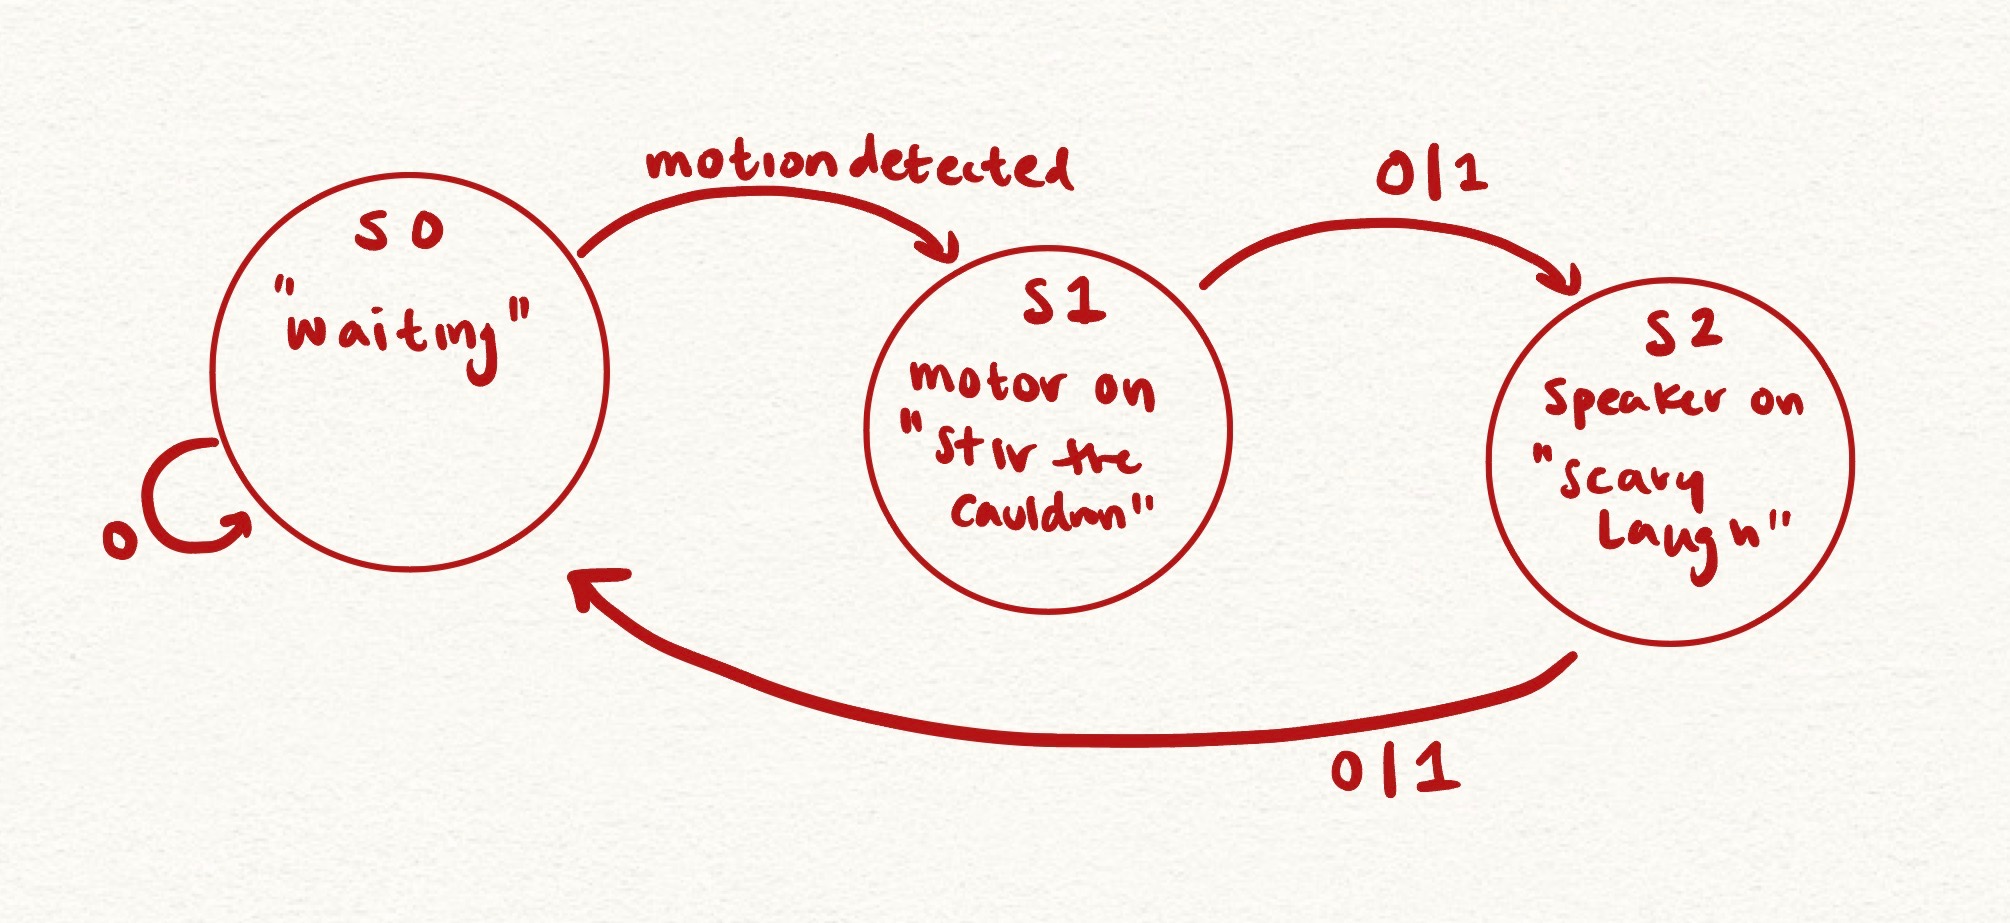 motion detected
0|1
S0
"waiting"
S1
motor on
"stir the
cauldron"
S2
speaker on
"scary
laugh"
0
0|1